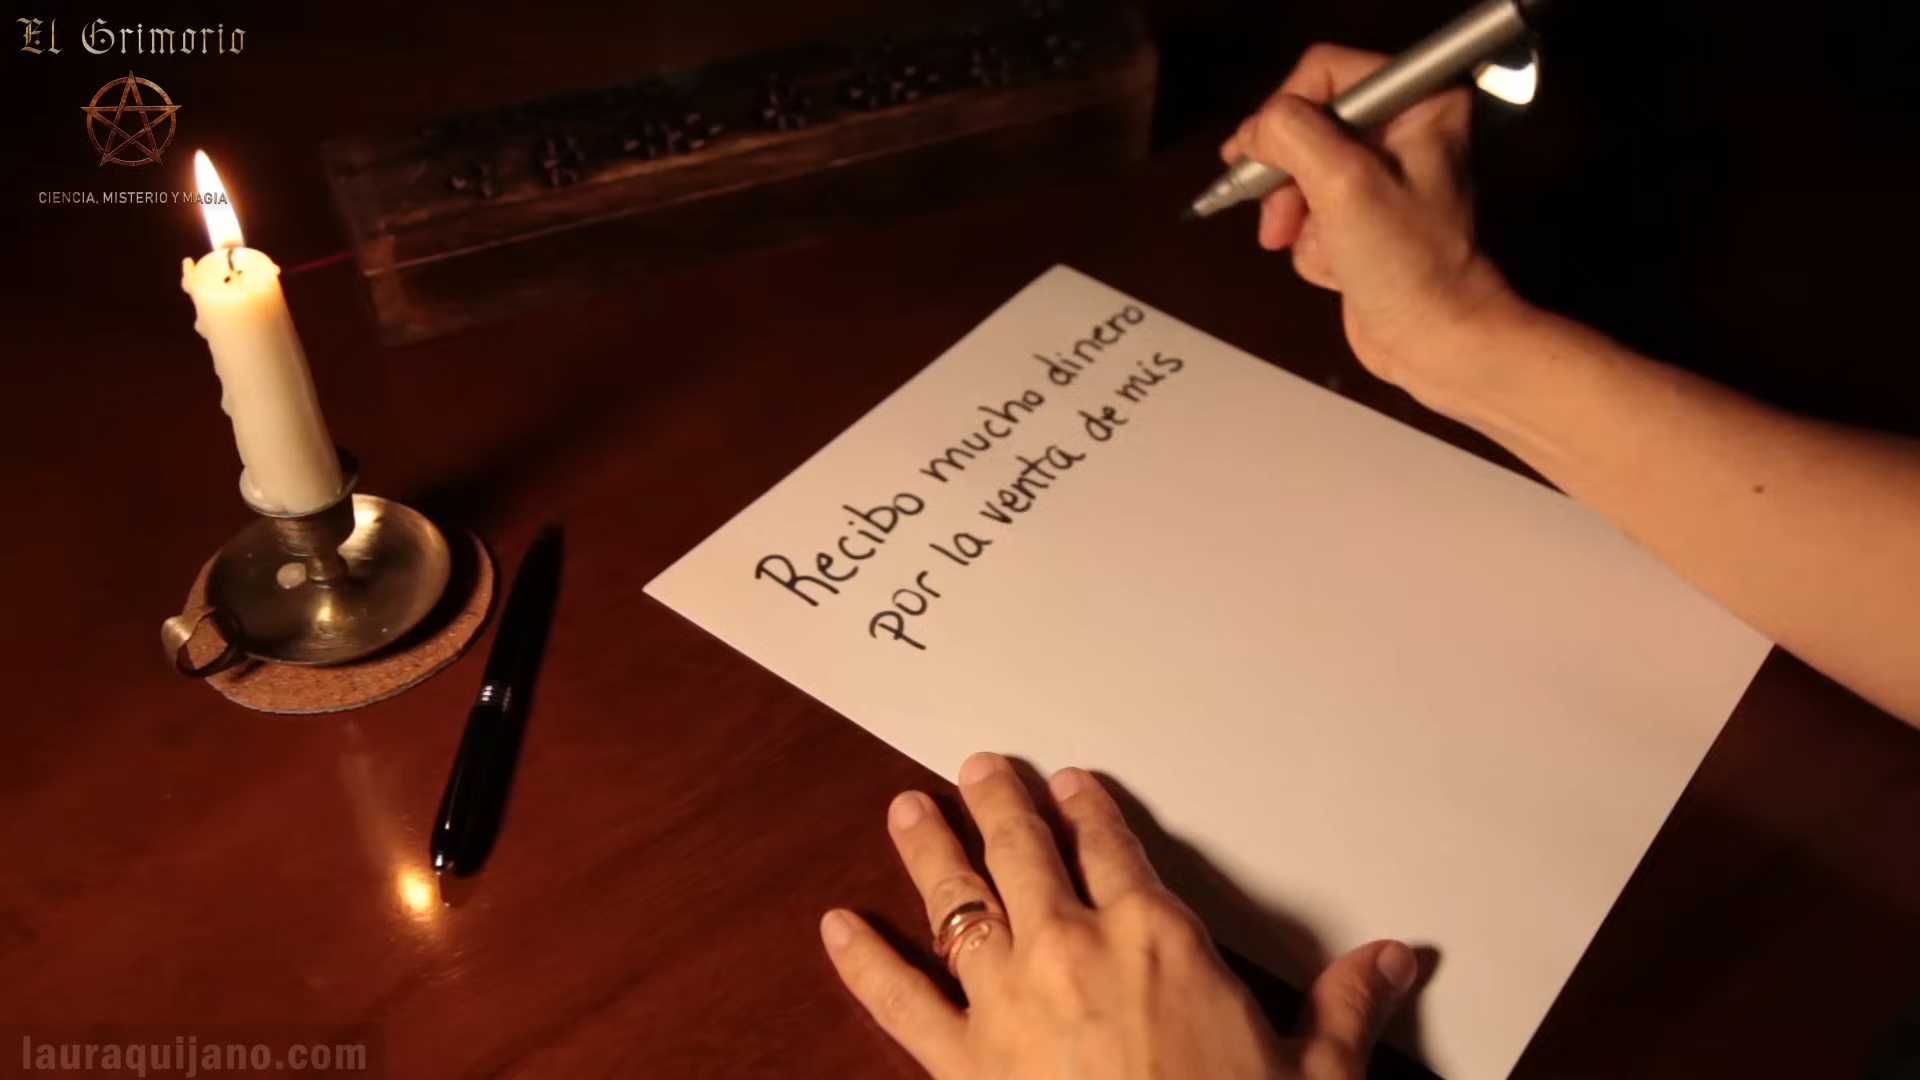 El Grimorio
CIENCIA, MISTERIO Y MAGIA
Recibo mucho dinero
por la venta de mis
lauraquijano.com